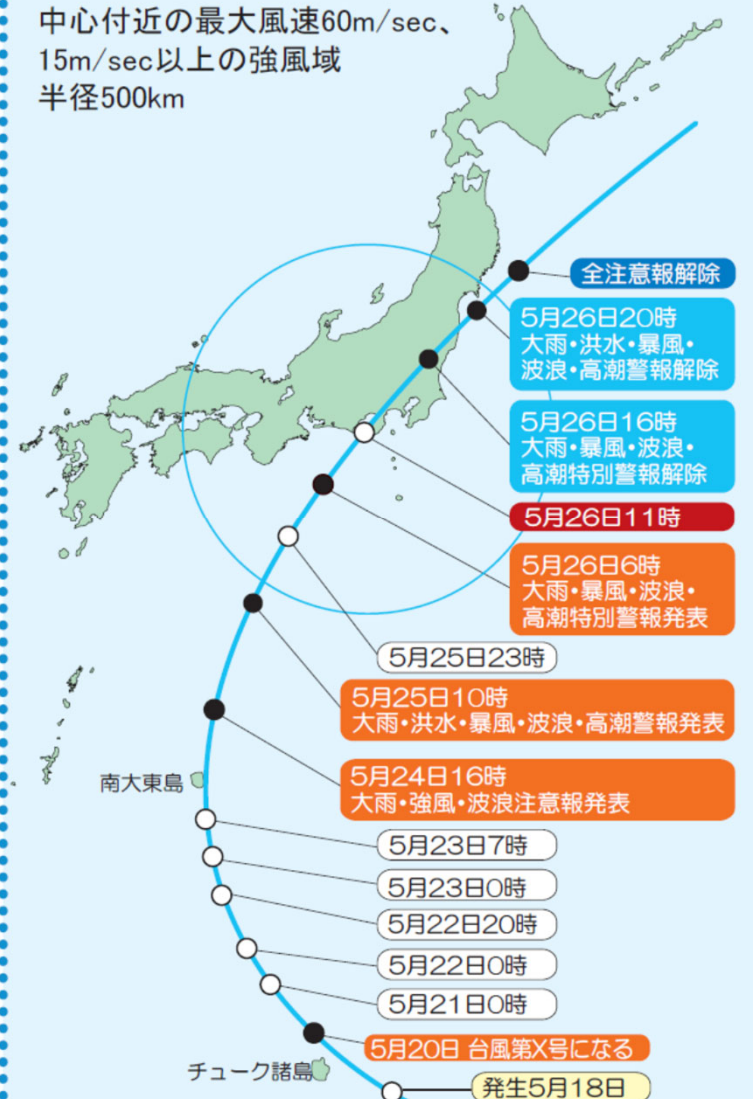 中心付近の最大風速60m/sec、
15m/sec以上の強風域
半径500km
全注意報解除
5月26日20時
大雨・洪水・暴風・
波浪・高潮警報解除
5月26日16時
大雨・暴風・波浪・
高潮特別警報解除
5月26日11時
5月26日6時
大雨・暴風・波浪・
高潮特別警報発表
5月25日23時
5月25日10時
大雨・洪水・暴風・波浪・高潮警報発表
5月24日16時
大雨・強風・波浪注意報発表
南大東島
5月23日7時
5月23日0時
5月22日20時
5月22日0時
5月21日0時
5月20日 台風第X号になる
チューク諸島
発生5月18日